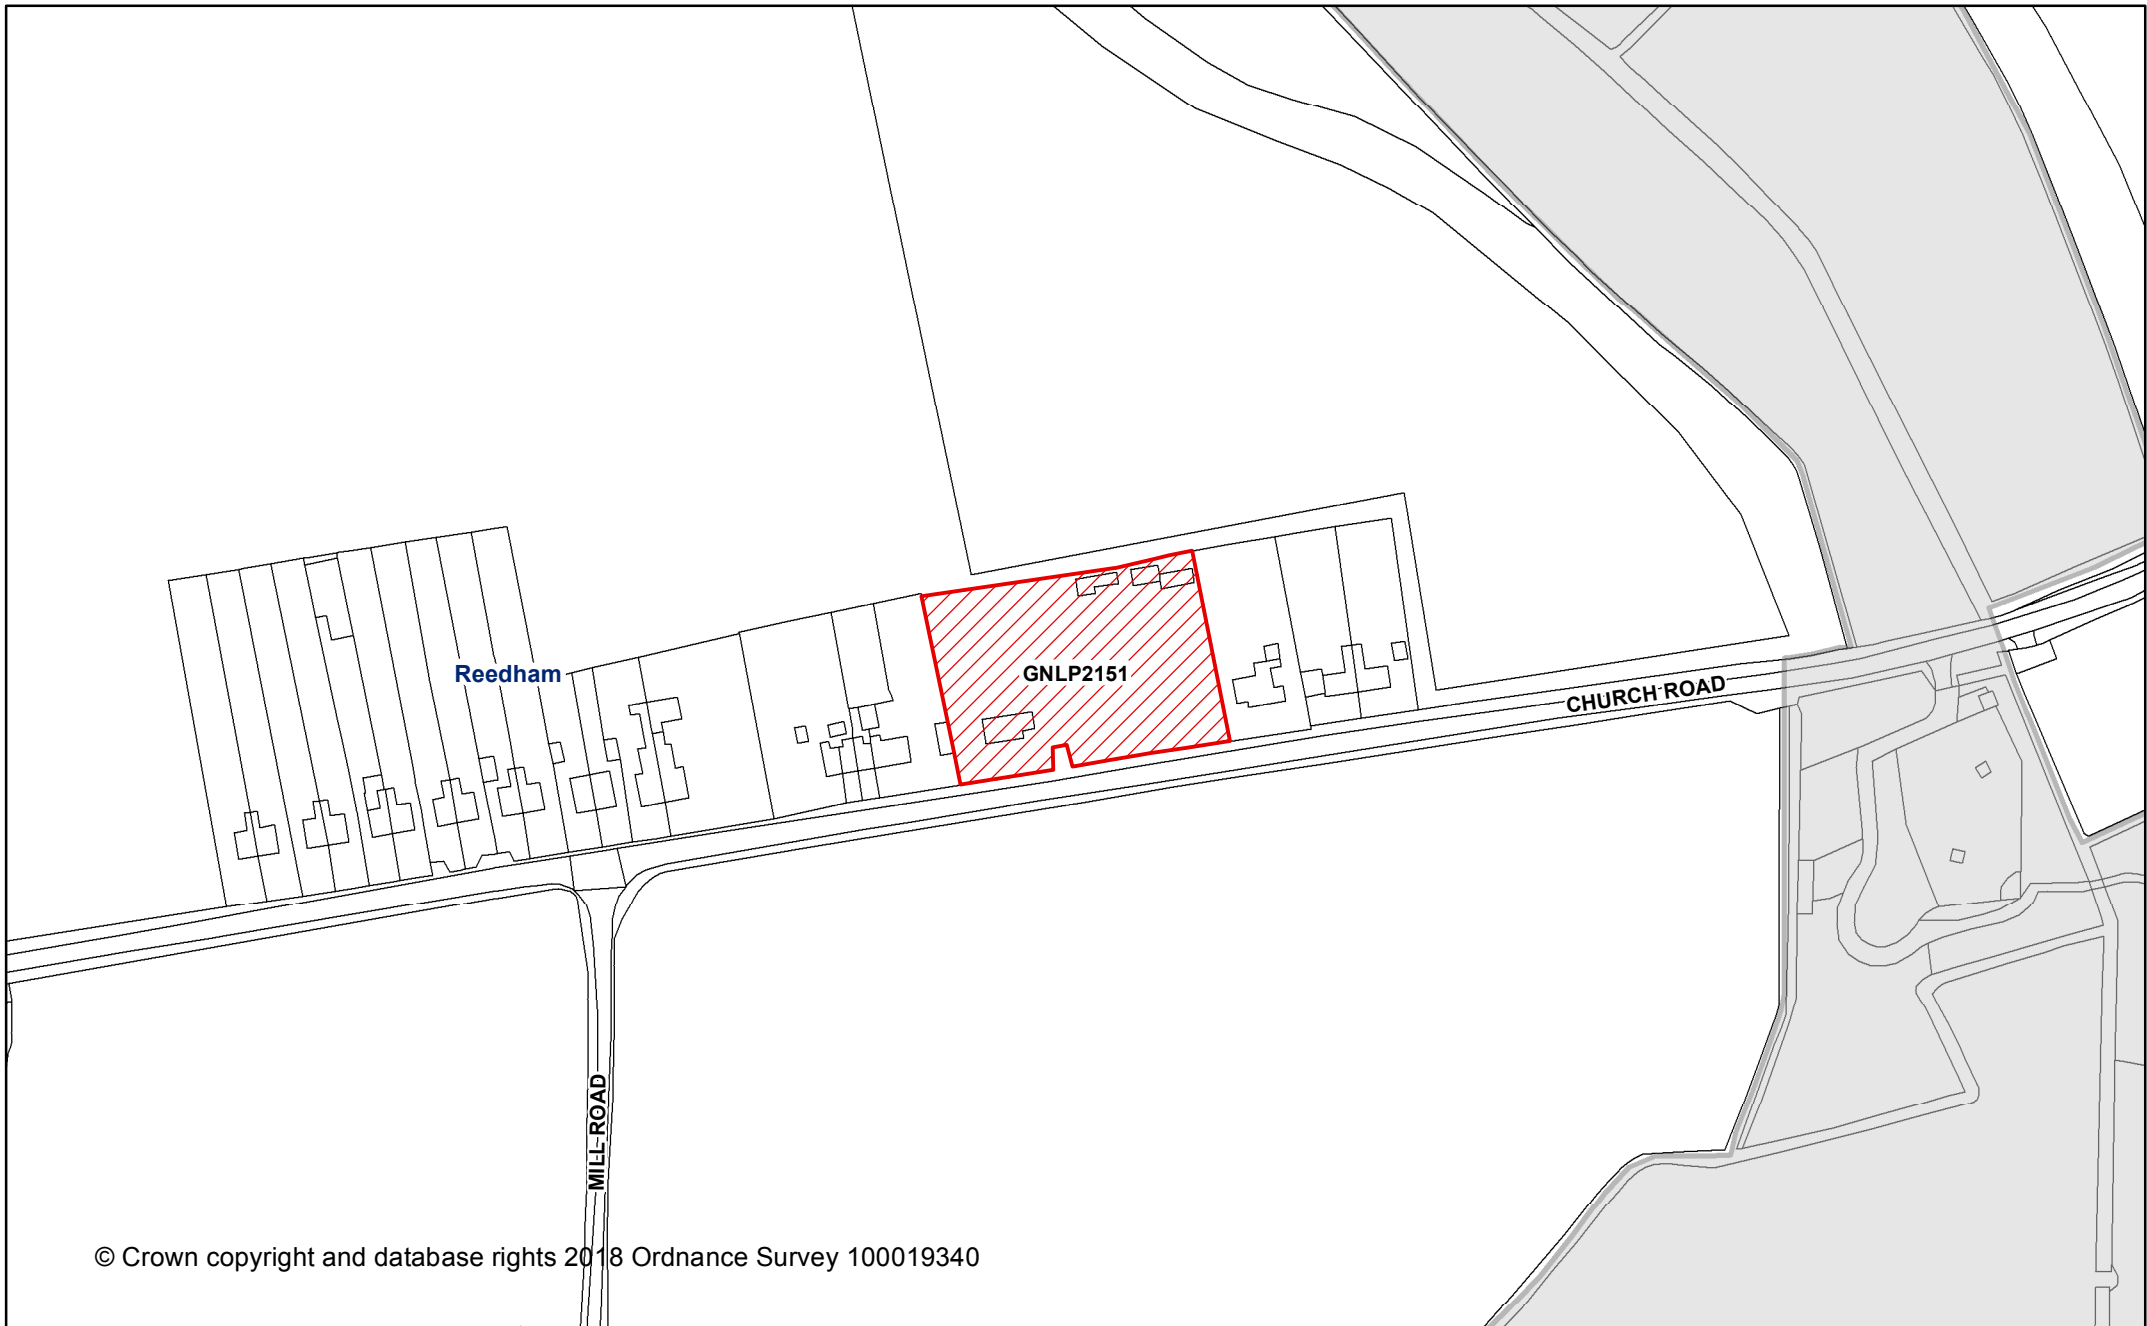 Reedham
GNLP2151
CHURCH ROAD
MILL ROAD
© Crown copyright and database rights 2018 Ordnance Survey 100019340